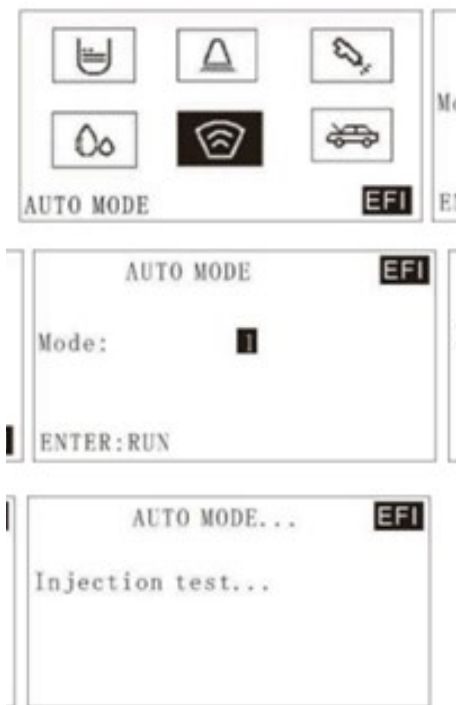 AUTO MODE EFI
AUTO MODE EFI
Mode: 1
ENTER:RUN
AUTO MODE... EFI
Injection test...